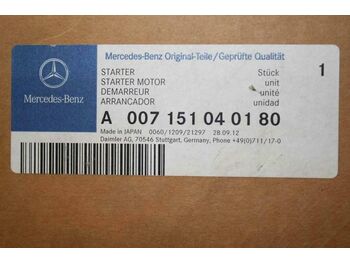 Mercedes-Benz Original-Teile/Geprüfte Qualität
Mercedes-Benz
STARTER Stück 1
STARTER MOTOR unit
DEMARREUR unité
ARRANCADOR unidad
A 007 151 04 01 80
Made in JAPAN 0060/1209/21297 28.09.12
Daimler AG, 70546 Stuttgart, Germany, Phone +49(0)711/17-0